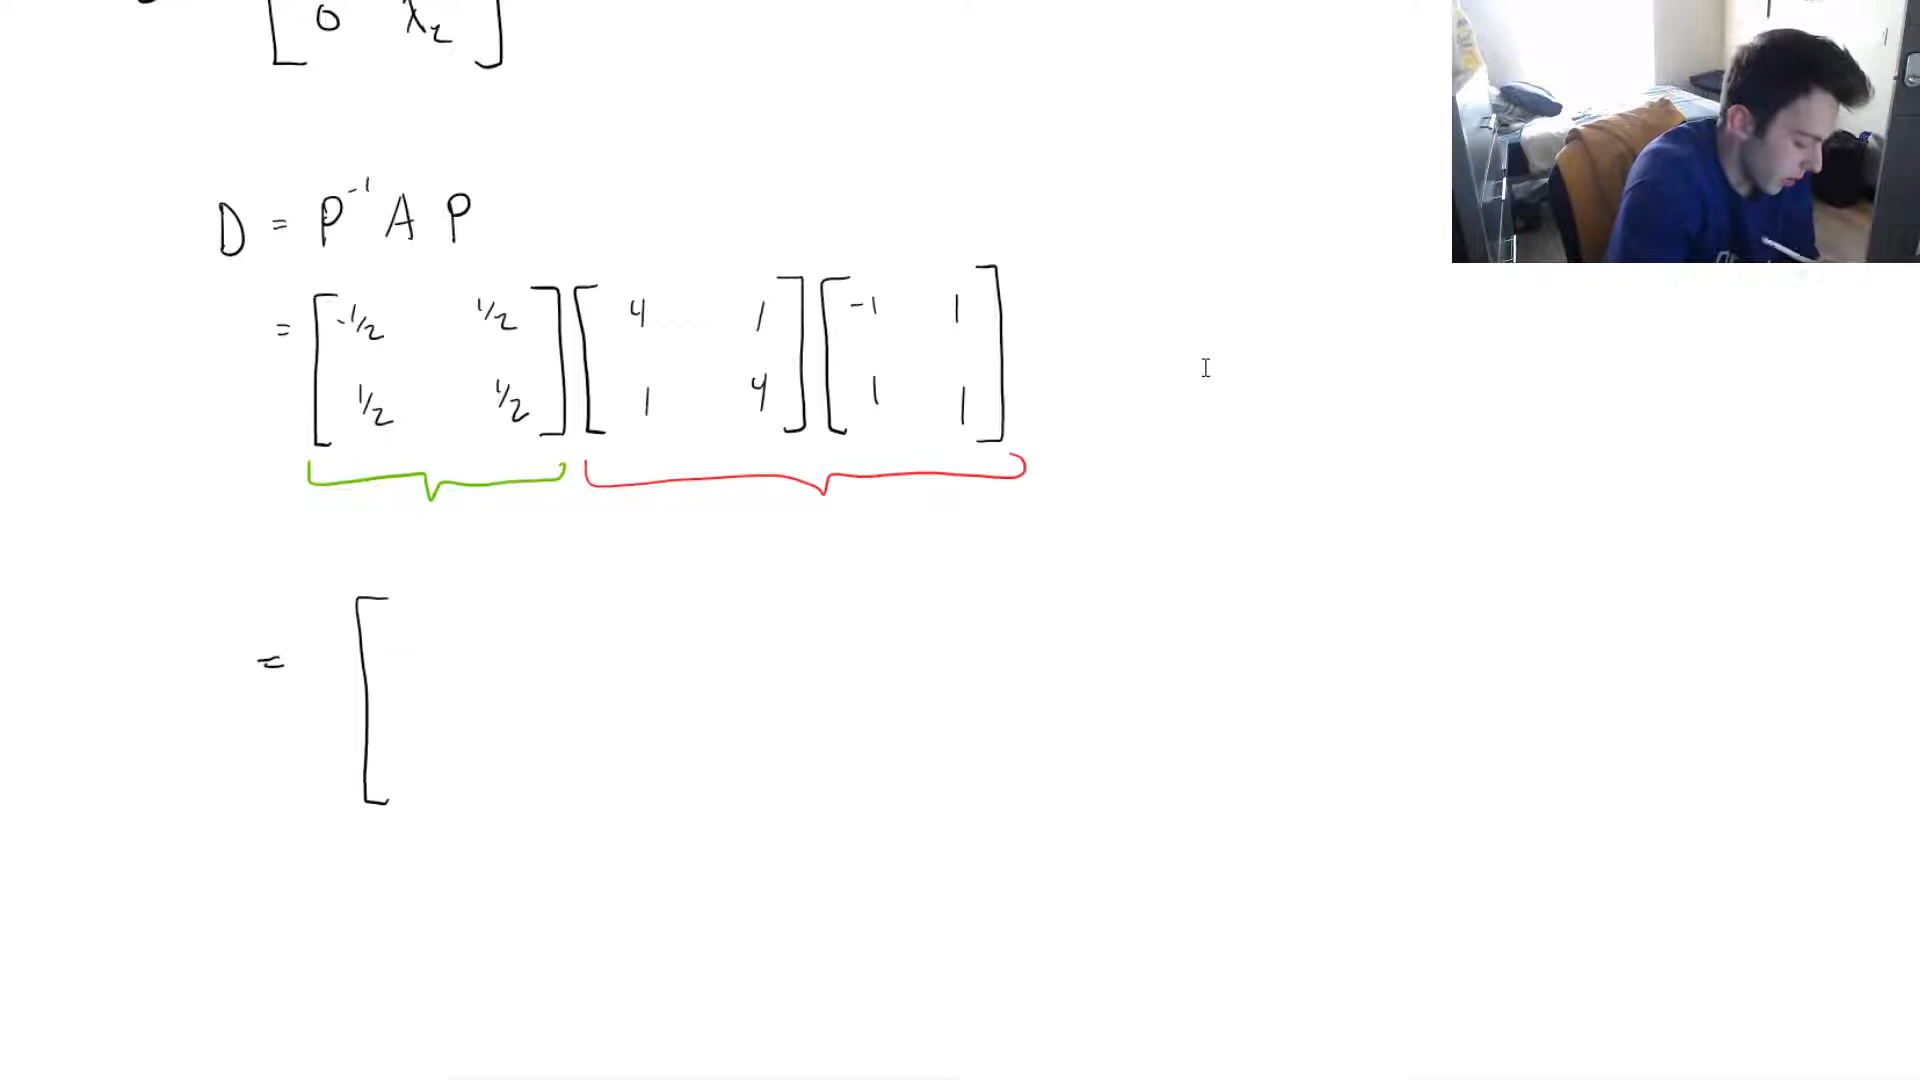 0 λ₂
D = P⁻¹ A P
= [-1/2 1/2] [4 1] [-1 1]
[1/2 1/2] [1 4] [1 1]
= [